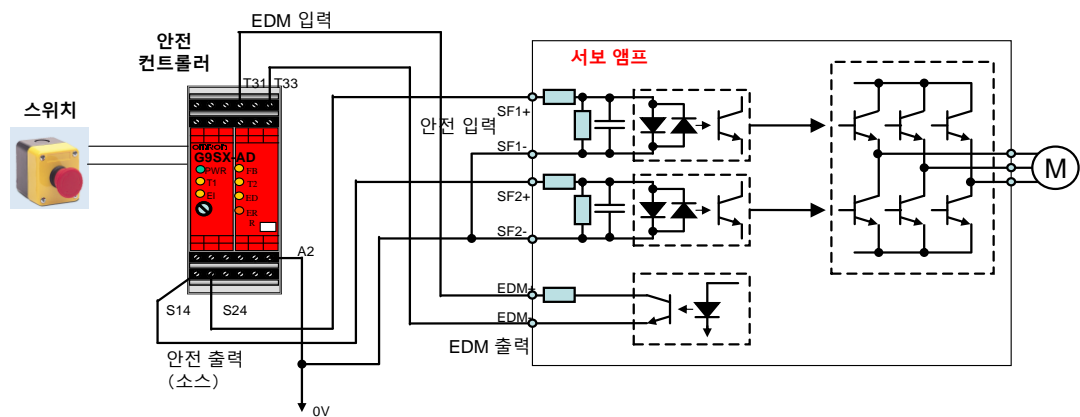 EDM 입력
안전
컨트롤러
스위치
T31 T33
omron
G9SX-AD
PWR FB
T1 T2
EI ED
ER
R
A2
S14 S24
안전 출력
(소스)
0V
서보 앰프
안전 입력
SF1+
SF1-
SF2+
SF2-
EDM+
EDM-
EDM 출력
M